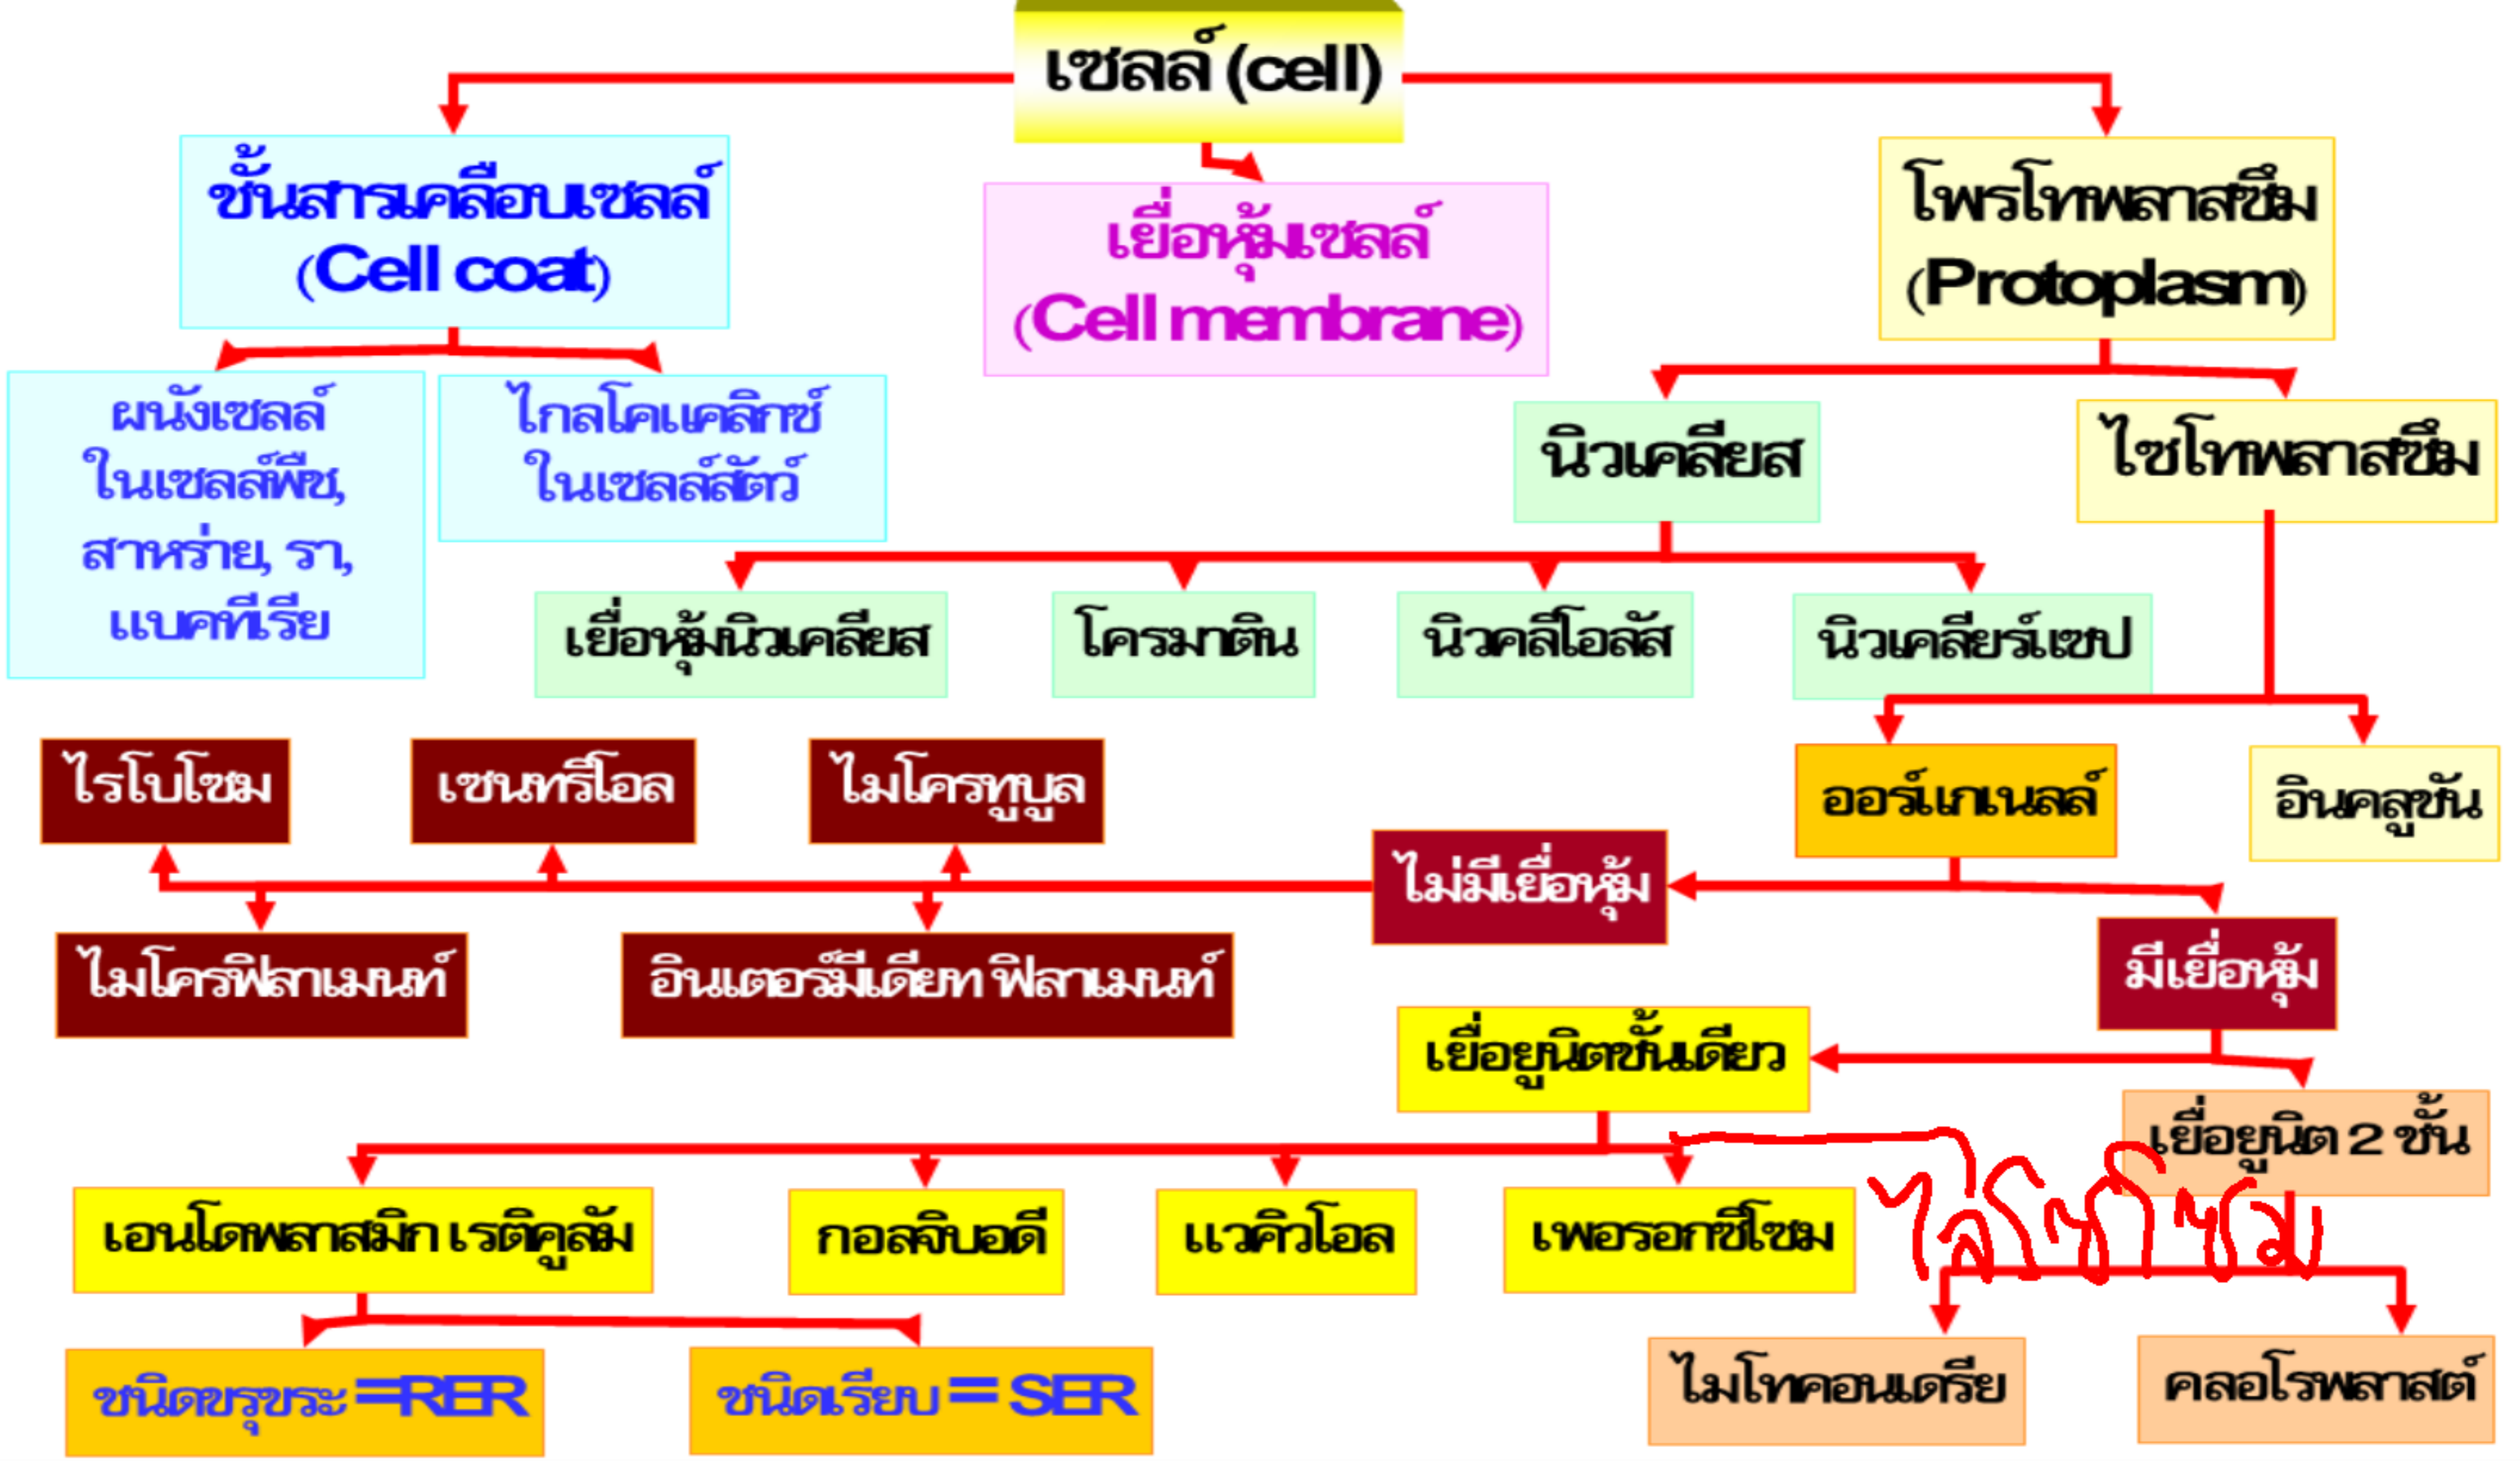 เซลล์ (cell)
ชั้นสารเคลือบเซลล์
(Cell coat)
เยื่อหุ้มเซลล์
(Cell membrane)
โพรโทพลาสซึม
(Protoplasm)
ผนังเซลล์
ในเซลล์พืช,
สาหร่าย, รา,
แบคทีเรีย
ไกลโคแคลิกซ์
ในเซลล์สัตว์
นิวเคลียส
ไซโทพลาสซึม
เยื่อหุ้มนิวเคลียส
โครมาติน
นิวคลีโอลัส
นิวเคลียร์แซป
ไรโบโซม
เซนทริโอล
ไมโครทูบูล
ออร์แกเนลล์
อินคลูชัน
ไม่มีเยื่อหุ้ม
ไมโครฟิลาเมนท์
อินเตอร์มีเดียท ฟิลาเมนท์
มีเยื่อหุ้ม
เยื่อยูนิตชั้นเดียว
เยื่อยูนิต 2 ชั้น
เอนโดพลาสมิก เรติคูลัม
กอลจิบอดี
แวคิวโอล
เพอรอกซิโซม
ไลโซโซม
ชนิดขรุขระ =RER
ชนิดเรียบ = SER
ไมโทคอนเดรีย
คลอโรพลาสต์